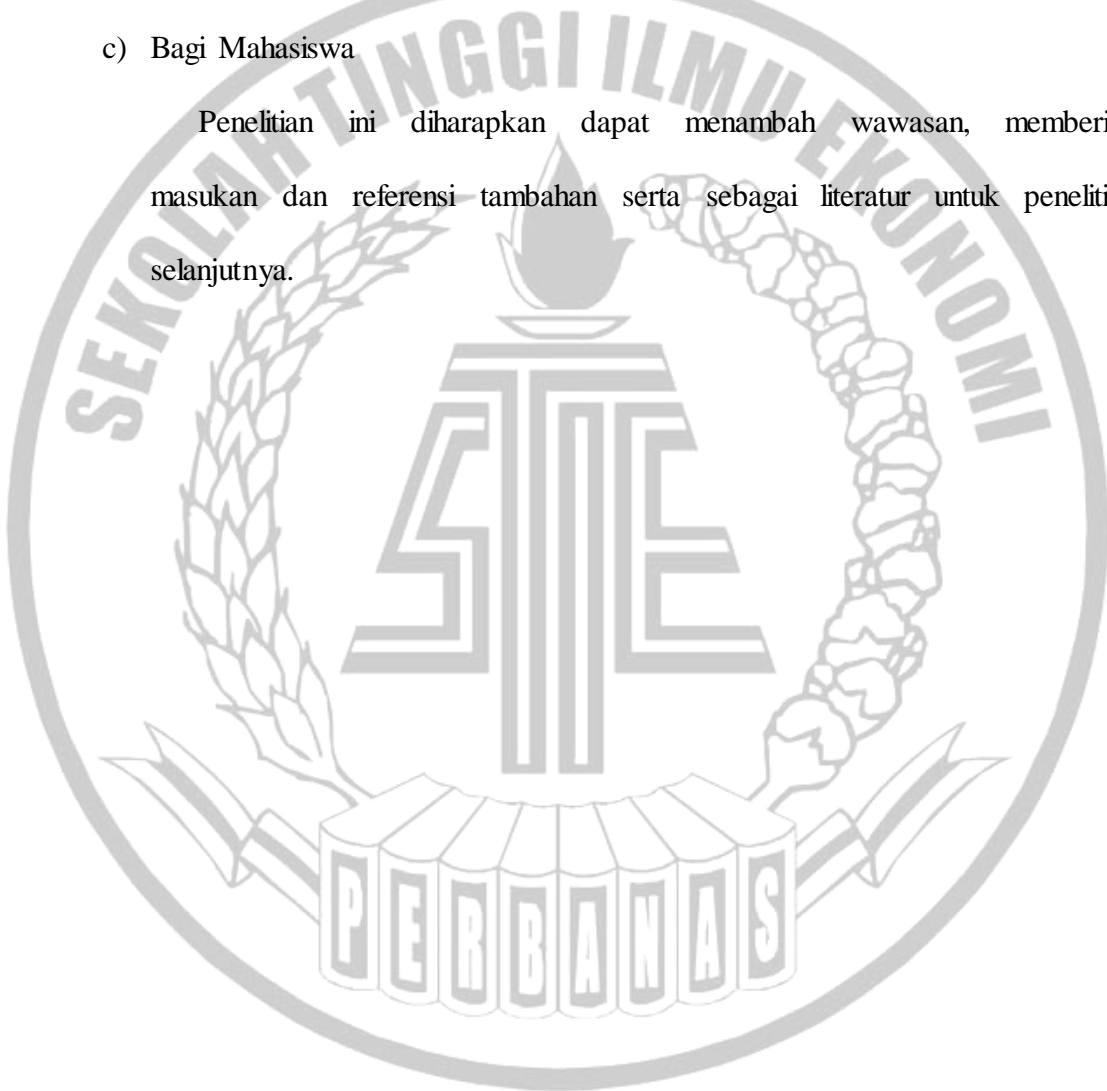 c) Bagi Mahasiswa
Penelitian ini diharapkan dapat menambah wawasan, memberi
masukan dan referensi tambahan serta sebagai literatur untuk peneliti
selanjutnya.
SEKOLAH TINGGI ILMU EKONOMI
STIE
PERBANAS